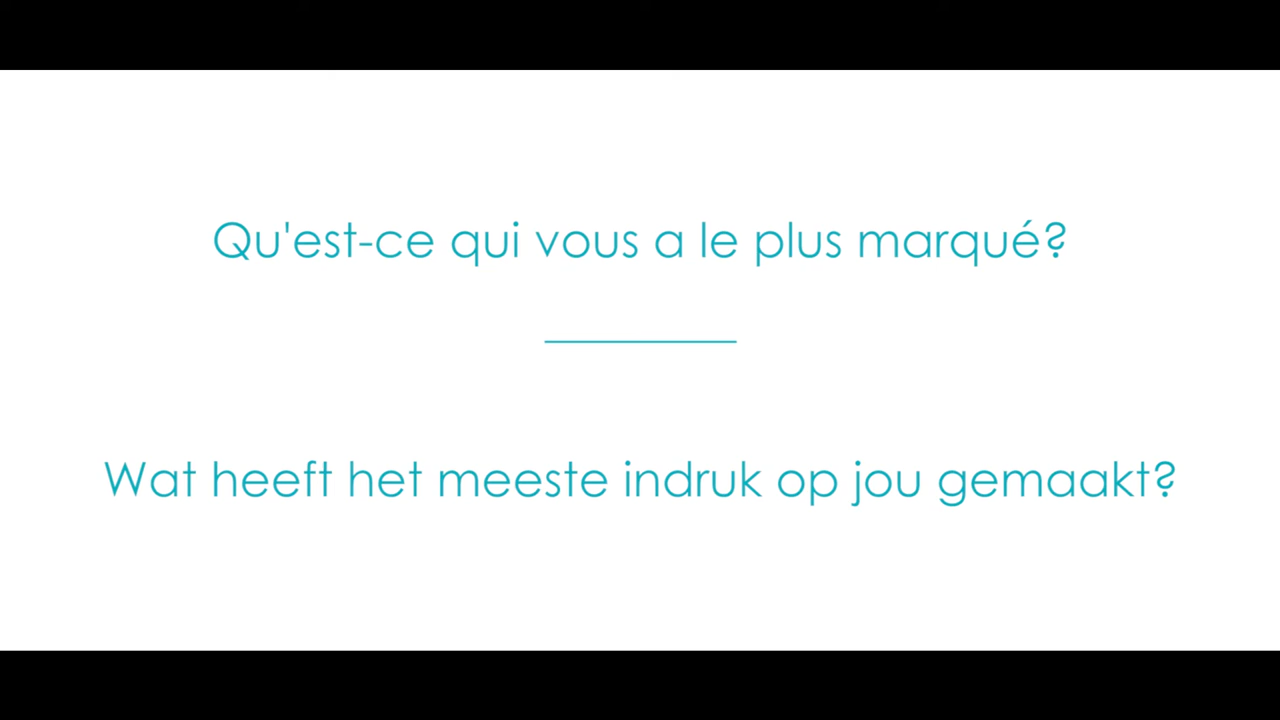 Qu'est-ce qui vous a le plus marqué?
Wat heeft het meeste indruk op jou gemaakt?